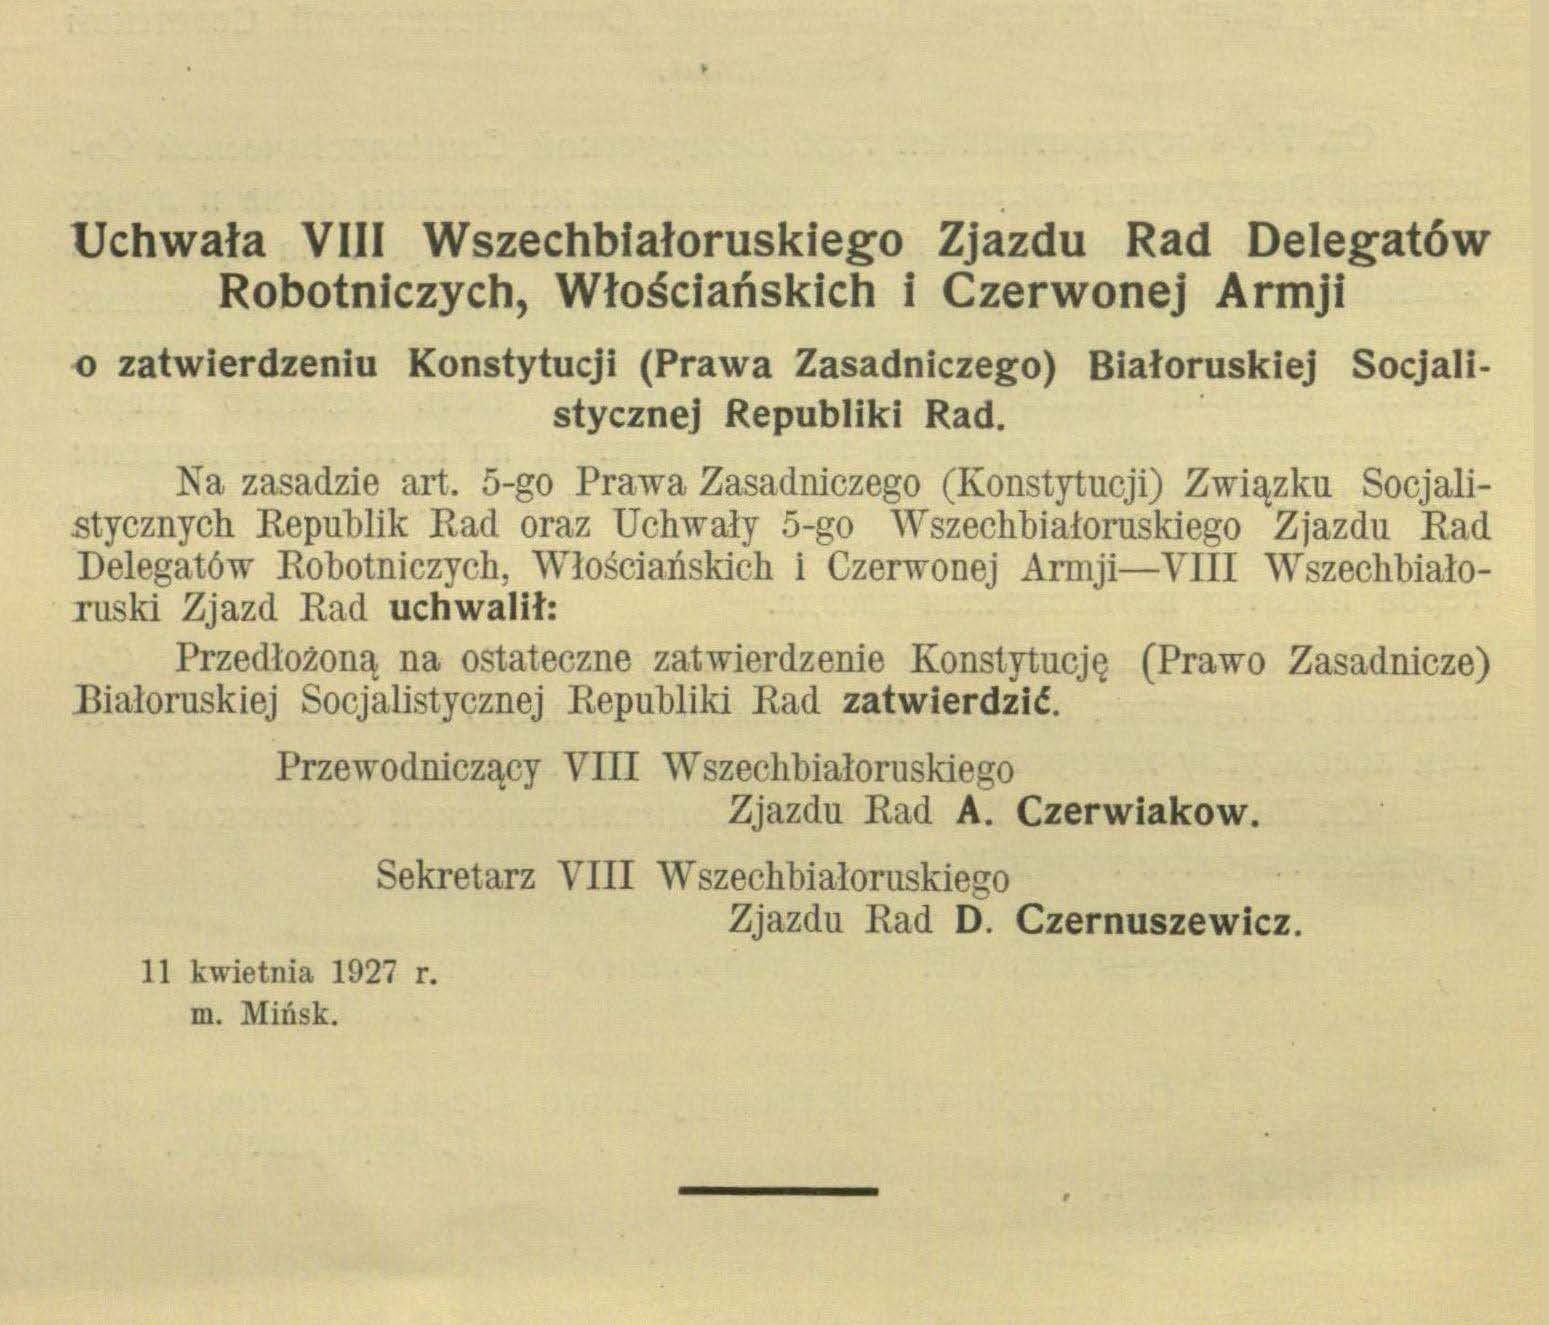 Uchwała VIII Wszechbiałoruskiego Zjazdu Rad Delegatów
Robotniczych, Włościańskich i Czerwonej Armji
o zatwierdzeniu Konstytucji (Prawa Zasadniczego) Białoruskiej Socjali-
stycznej Republiki Rad.
Na zasadzie art. 5-go Prawa Zasadniczego (Konstytucji) Związku Socjali-
stycznych Republik Rad oraz Uchwały 5-go Wszechbiałoruskiego Zjazdu Rad
Delegatów Robotniczych, Włościańskich i Czerwonej Armji—VIII Wszechbiało-
ruski Zjazd Rad uchwalił:
Przedłożoną na ostateczne zatwierdzenie Konstytucję (Prawo Zasadnicze)
Białoruskiej Socjalistycznej Republiki Rad zatwierdzić.
Przewodniczący VIII Wszechbiałoruskiego
Zjazdu Rad A. Czerwiakow.
Sekretarz VIII Wszechbiałoruskiego
Zjazdu Rad D. Czernuszewicz.
11 kwietnia 1927 r.
m. Mińsk.